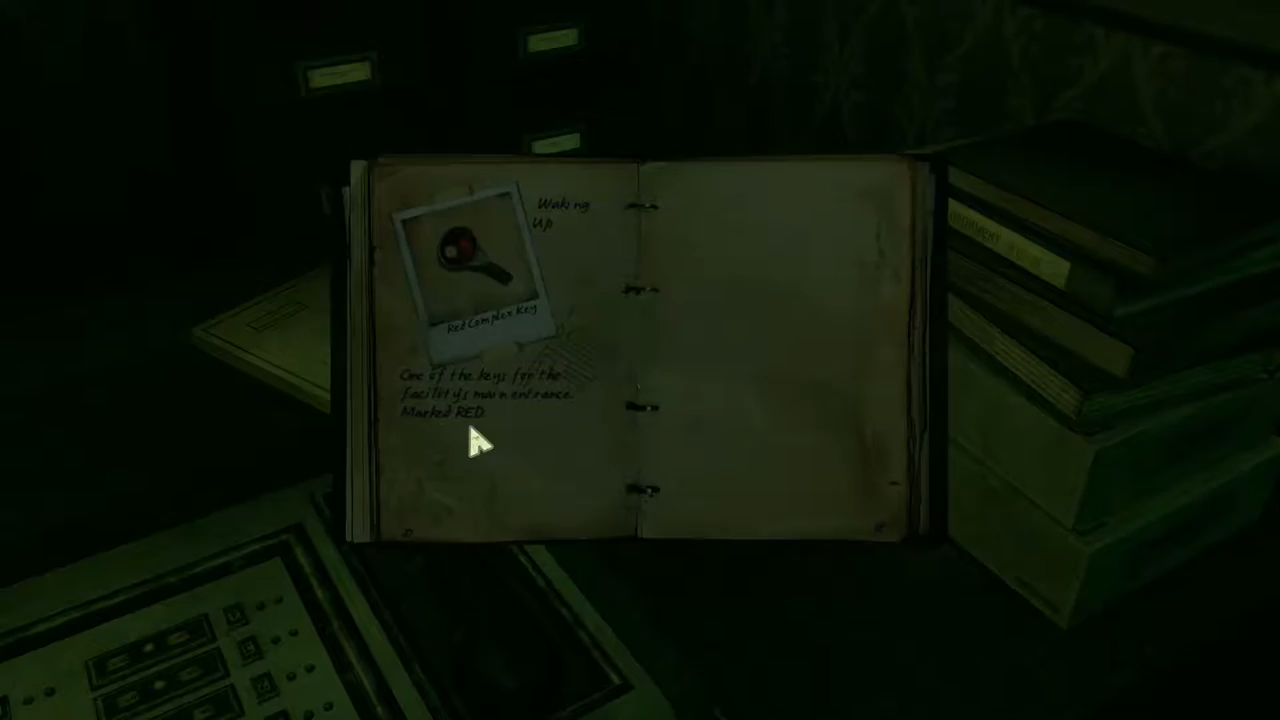 Waking
Up
Red Complex Key
One of the keys for the
facility's main entrance.
Marked RED.